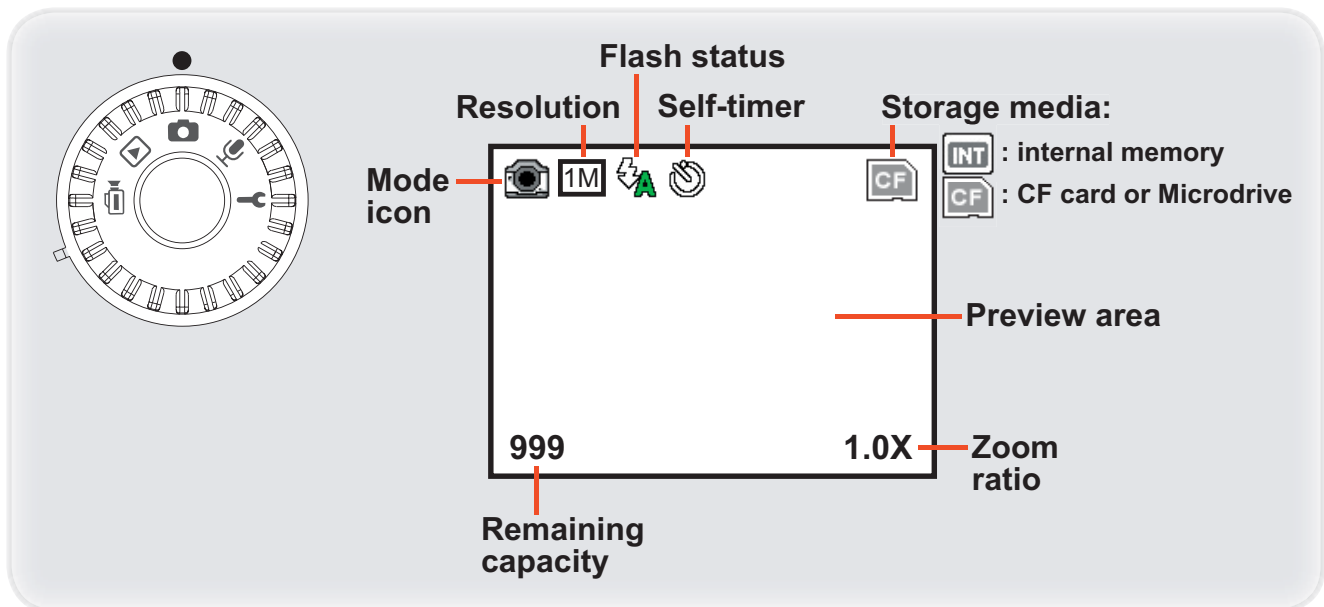 Flash status
Resolution
Self-timer
Storage media:
INT : internal memory
CF : CF card or Microdrive
Mode
icon
1M
A
CF
Preview area
999
1.0X
Zoom
ratio
Remaining
capacity